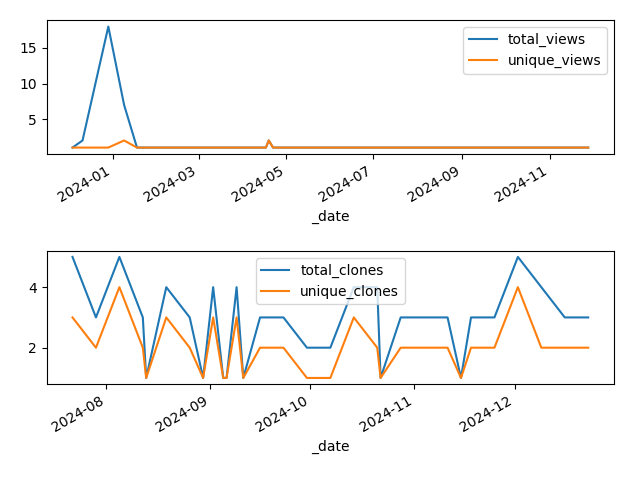 total_views
unique_views
15
10
5
2024-01
2024-03
2024-05
2024-07
2024-09
2024-11
_date
total_clones
unique_clones
4
2
2024-08
2024-09
2024-10
2024-11
2024-12
_date